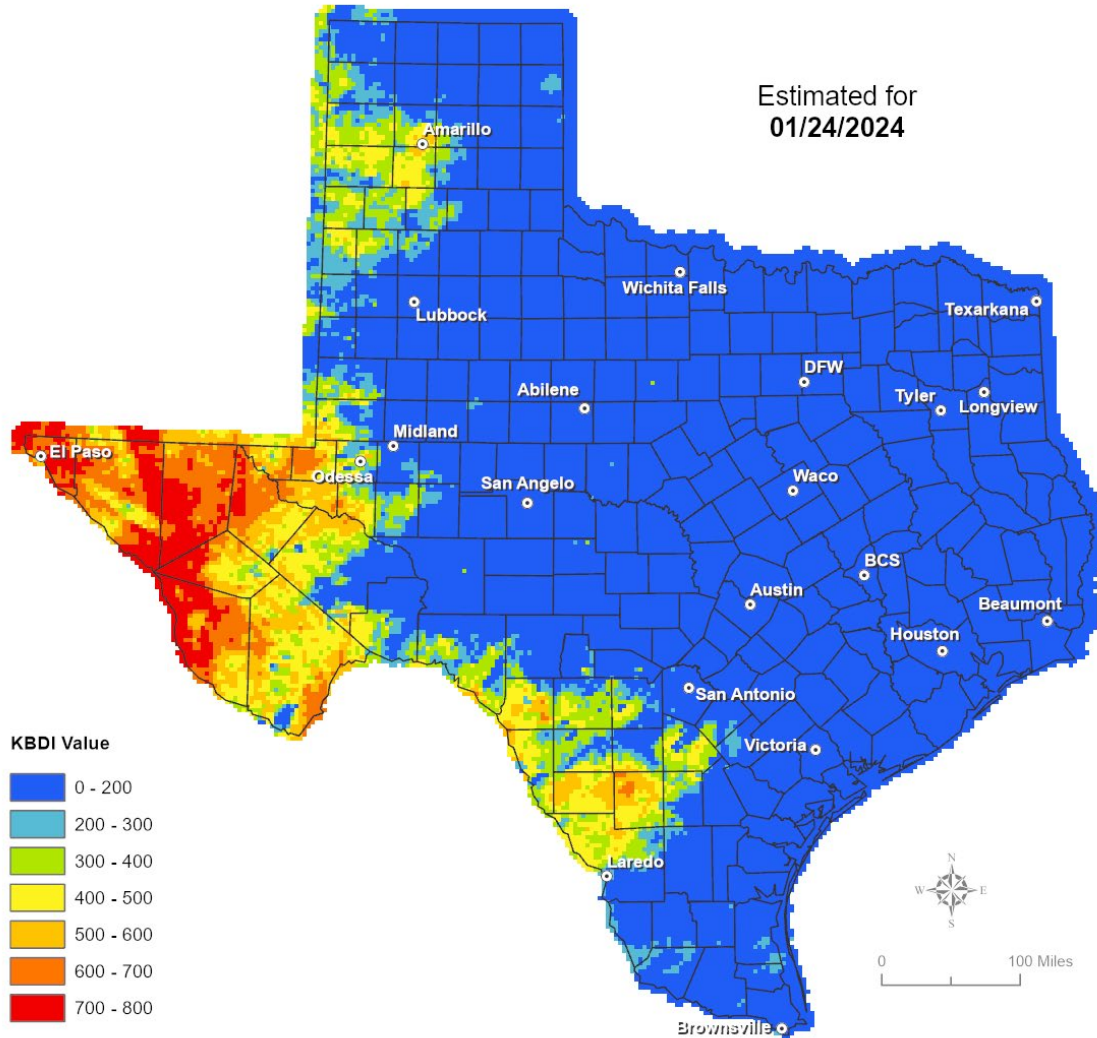 Estimated for
01/24/2024
Amarillo
Wichita Falls
Lubbock
Texarkana
DFW
Abilene
Tyler
Longview
Midland
El Paso
Odessa
San Angelo
Waco
BCS
Austin
Beaumont
Houston
San Antonio
Victoria
Laredo
Brownsville
KBDI Value
0 - 200
200 - 300
300 - 400
400 - 500
500 - 600
600 - 700
700 - 800
N
W E
S
0 100 Miles